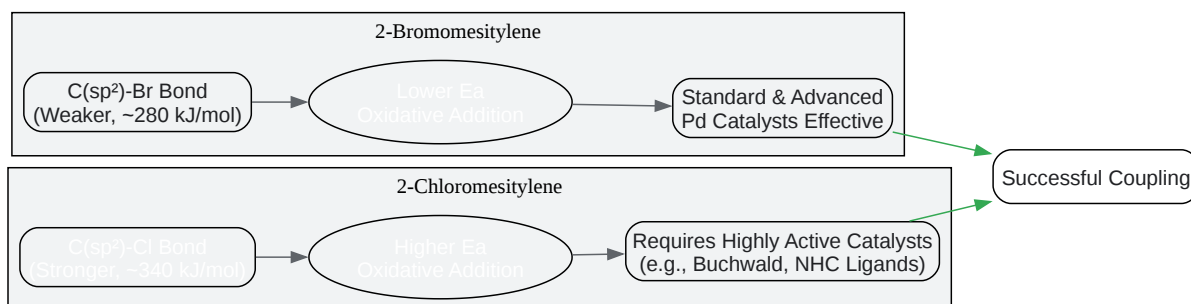 2-Bromomesitylene
C(sp²)-Br Bond
(Weaker, ~280 kJ/mol)
Lower Ea
Oxidative Addition
Standard & Advanced
Pd Catalysts Effective
2-Chloromesitylene
C(sp²)-Cl Bond
(Stronger, ~340 kJ/mol)
Higher Ea
Oxidative Addition
Requires Highly Active Catalysts
(e.g., Buchwald, NHC Ligands)
Successful Coupling